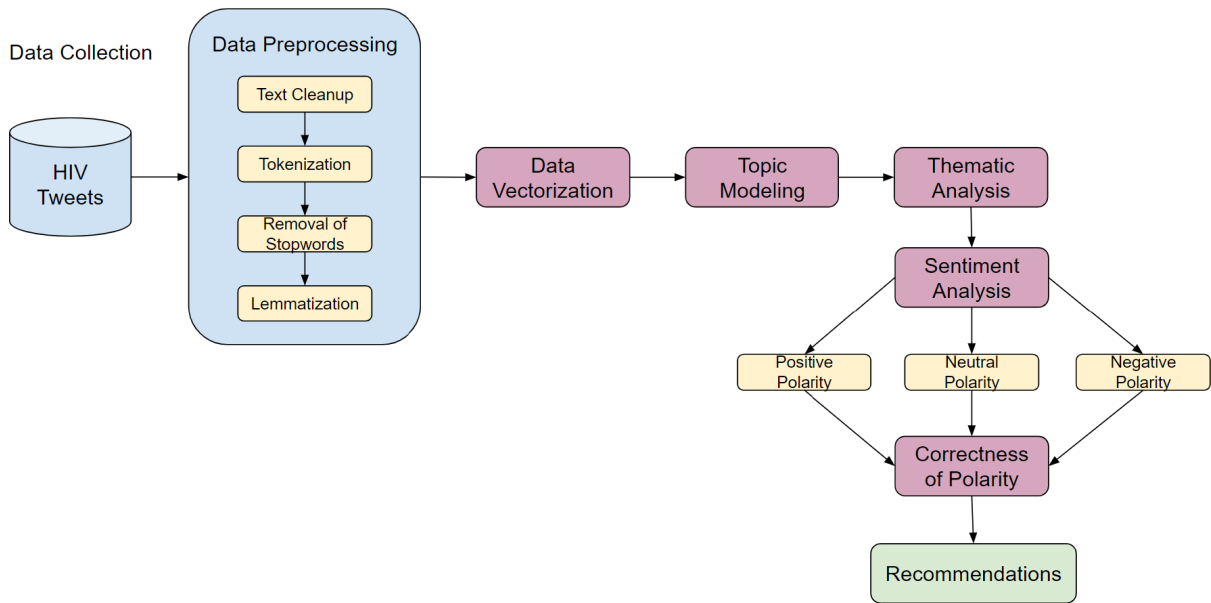 Data Collection
HIV
Tweets
Data Preprocessing
Text Cleanup
Tokenization
Removal of
Stopwords
Lemmatization
Data
Vectorization
Topic
Modeling
Thematic
Analysis
Sentiment
Analysis
Positive
Polarity
Neutral
Polarity
Negative
Polarity
Correctness
of Polarity
Recommendations